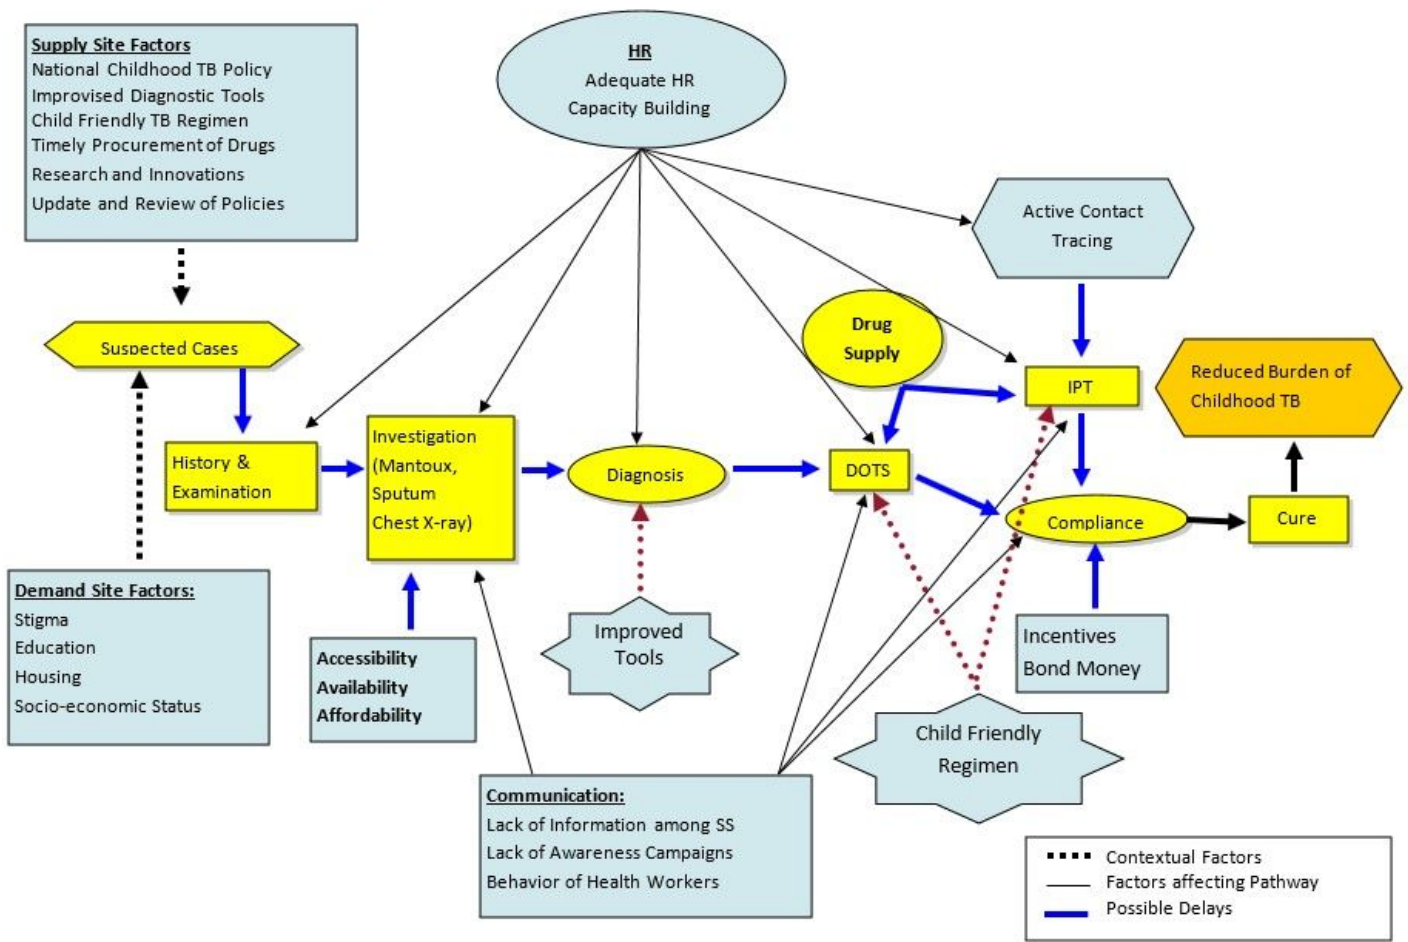 Supply Site Factors
National Childhood TB Policy
Improvised Diagnostic Tools
Child Friendly TB Regimen
Timely Procurement of Drugs
Research and Innovations
Update and Review of Policies
HR
Adequate HR
Capacity Building
Active Contact
Tracing
Suspected Cases
Drug
Supply
IPT
Reduced Burden of
Childhood TB
History &
Examination
Investigation
(Mantoux,
Sputum
Chest X-ray)
Diagnosis
DOTS
Compliance
Cure
Demand Site Factors:
Stigma
Education
Housing
Socio-economic Status
Accessibility
Availability
Affordability
Improved
Tools
Incentives
Bond Money
Child Friendly
Regimen
Communication:
Lack of Information among SS
Lack of Awareness Campaigns
Behavior of Health Workers
Contextual Factors
Factors affecting Pathway
Possible Delays